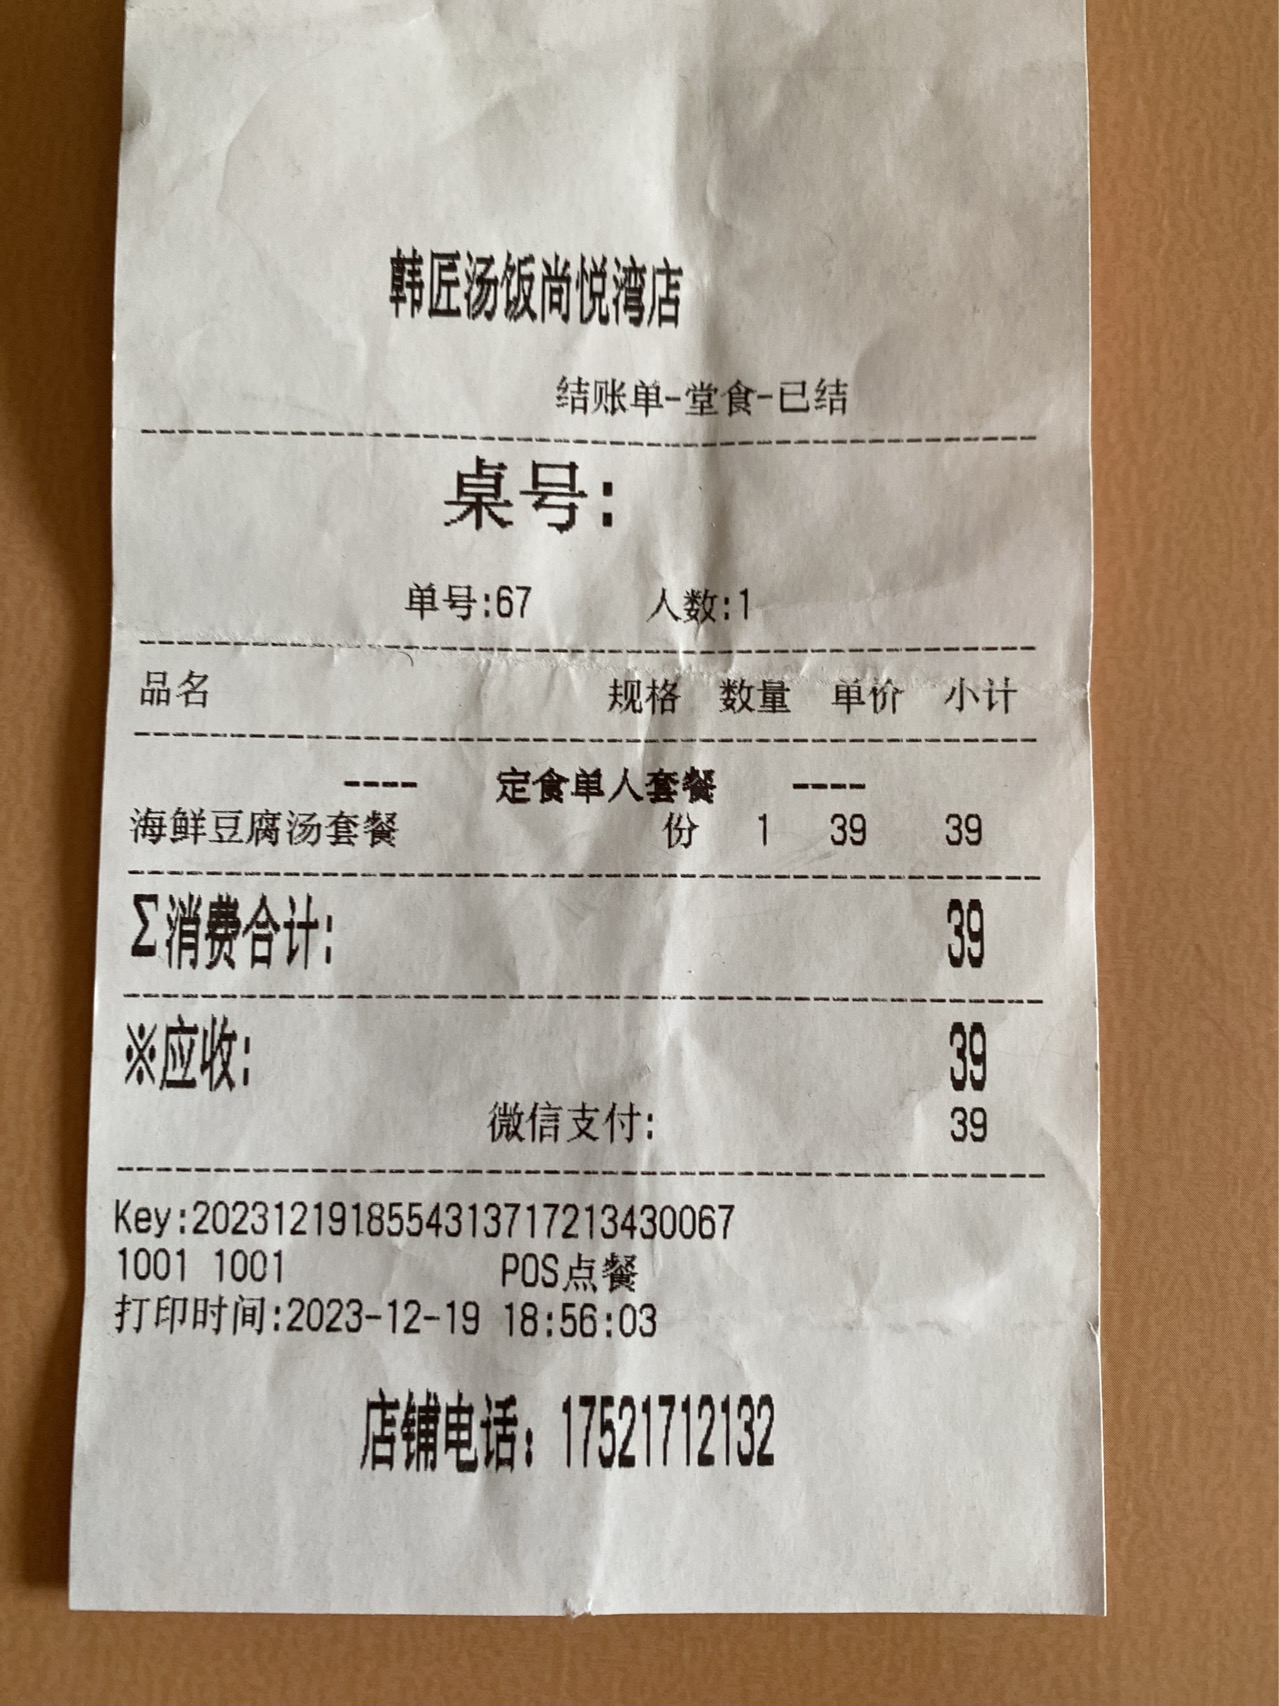 韩匠汤饭尚悦湾店
结账单-堂食-已结
桌号:
单号:67 人数:1
品名 规格 数量 单价 小计
---- 定食单人套餐 ----
海鲜豆腐汤套餐 份 1 39 39
Σ消费合计: 39
※应收: 39
微信支付: 39
Key:2023121918554313717213430067
1001 1001 POS点餐
打印时间:2023-12-19 18:56:03
店铺电话: 17521712132